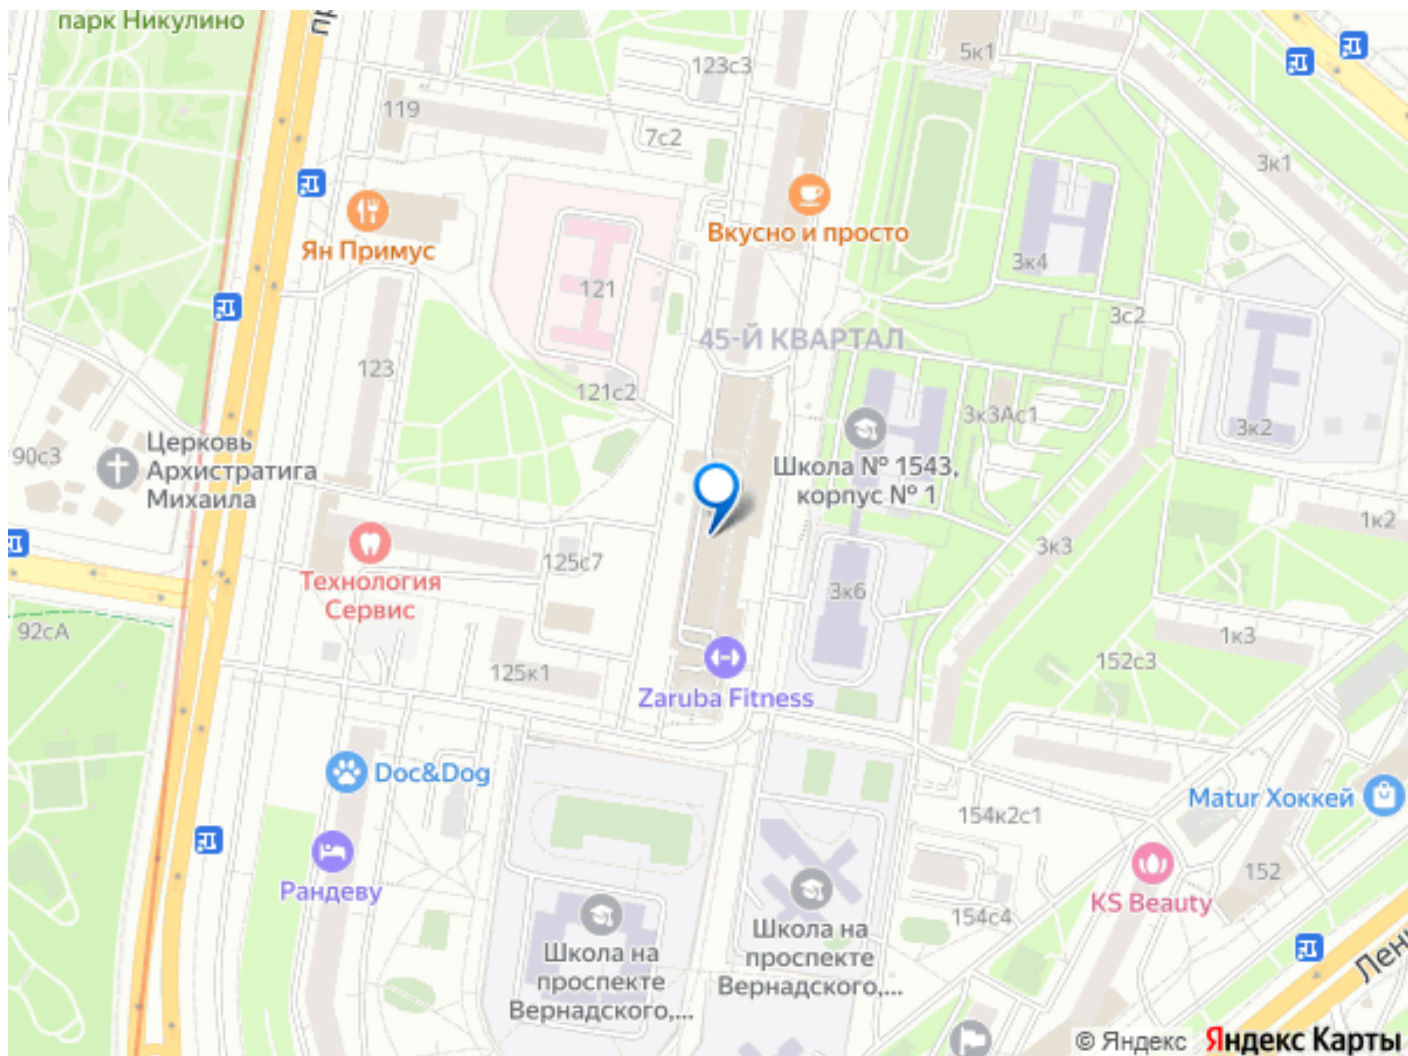 парк Никулино
Пр
5к1
123с3
119
7с2
3к1
Вкусно и просто
Ян Примус
3к4
121
3с2
45-Й КВАРТАЛ
123
121с2
3к3Ас1
3к2
90с3
Церковь
Архистратига
Михаила
Школа № 1543,
корпус № 1
1к2
3к3
125с7
Технология
Сервис
3к6
92сА
1к3
152с3
125к1
Zaruba Fitness
Doc&Dog
Matur Хоккей
154к2с1
152
Рандеву
KS Beauty
154с4
Школа на
проспекте
Вернадского,...
Школа на
проспекте
Вернадского,...
Лени
© Яндекс Яндекс Карты